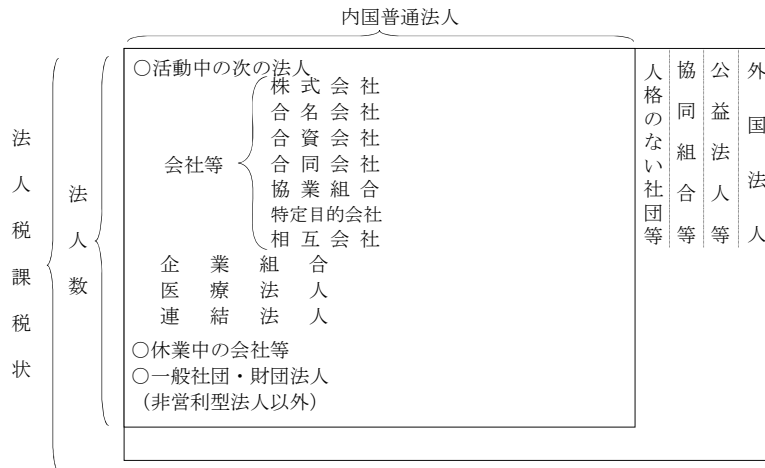 内国普通法人
○活動中の次の法人
株式会社
合名会社
合資会社
会社等
合同会社
協業組合
特定目的会社
相互会社
企業組合
医療法人
連結法人
○休業中の会社等
○一般社団・財団法人
（非営利型法人以外）
法人税課税状
法人数
人格のない社団等
協同組合等
公益法人等
外国法人